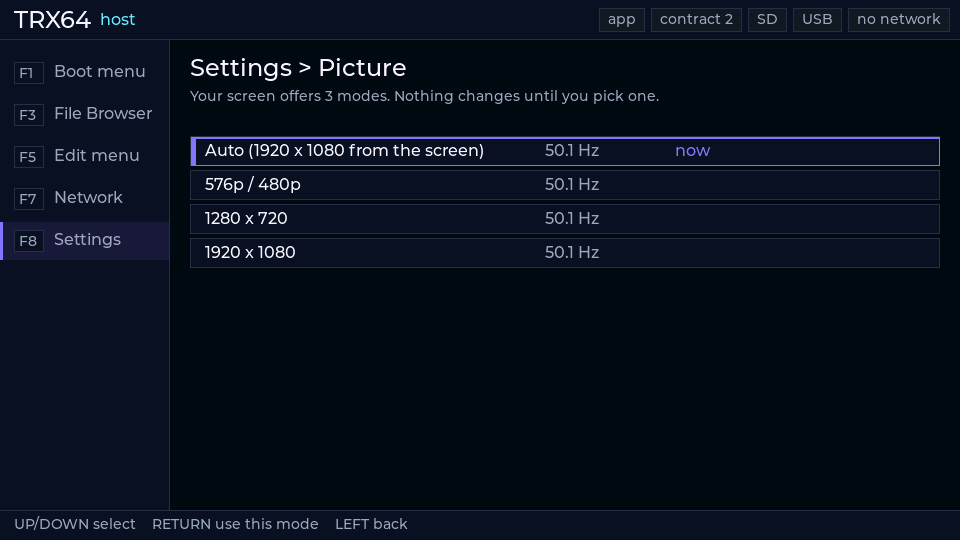 TRX64 host app contract 2 SD USB no network
F1 Boot menu
F3 File Browser
F5 Edit menu
F7 Network
F8 Settings
Settings > Picture
Your screen offers 3 modes. Nothing changes until you pick one.
Auto (1920 x 1080 from the screen) 50.1 Hz now
576p / 480p 50.1 Hz
1280 x 720 50.1 Hz
1920 x 1080 50.1 Hz
UP/DOWN select RETURN use this mode LEFT back